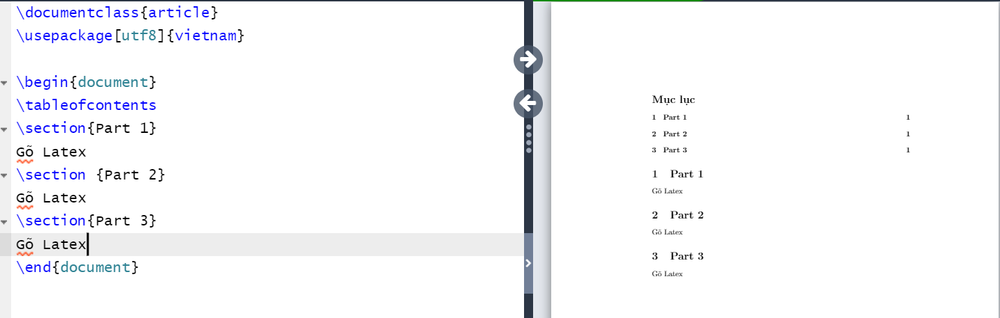 \documentclass{article}
\usepackage[utf8]{vietnam}
\begin{document}
\tableofcontents
\section{Part 1}
Gõ Latex
\section {Part 2}
Gõ Latex
\section{Part 3}
Gõ Latex
\end{document}
Mục lục
1 Part 1 1
2 Part 2 1
3 Part 3 1
1 Part 1
Gõ Latex
2 Part 2
Gõ Latex
3 Part 3
Gõ Latex